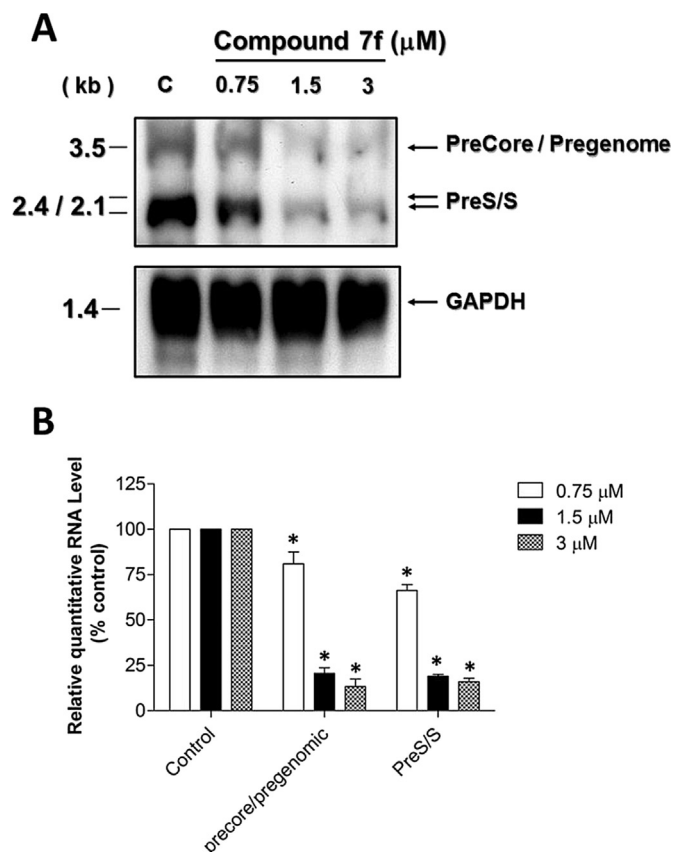 A
Compound 7f (μM)
( kb ) C 0.75 1.5 3
3.5
PreCore / Pregenome
2.4 / 2.1
PreS/S
1.4
GAPDH
B
Relative quantitative RNA Level
(% control)
125
100
75
50
25
0
* * *
* * *
Control
precore/pregenomic
PreS/S
0.75 μM
1.5 μM
3 μM